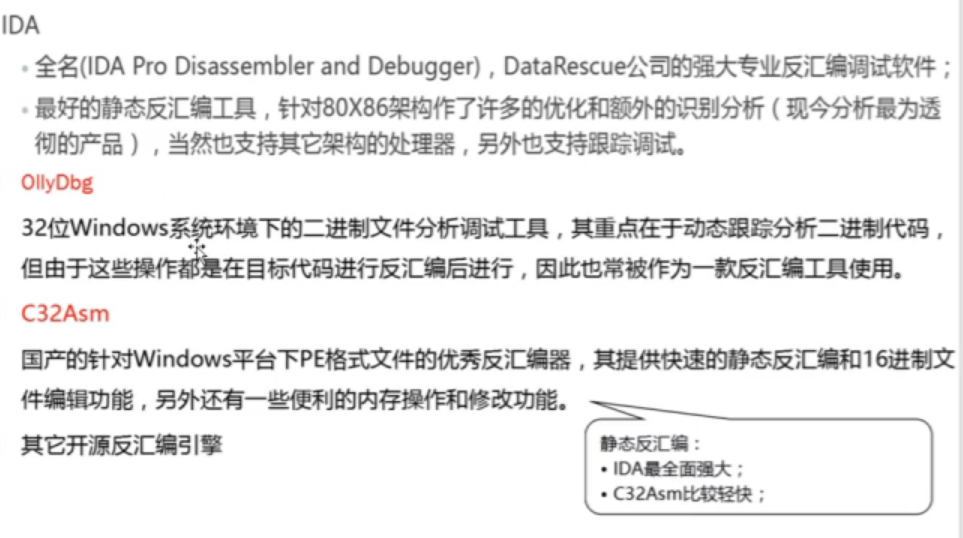 IDA
• 全名(IDA Pro Disassembler and Debugger)，DataRescue公司的强大专业反汇编调试软件；
• 最好的静态反汇编工具，针对80X86架构作了许多的优化和额外的识别分析（现今分析最为透
彻的产品），当然也支持其它架构的处理器，另外也支持跟踪调试。
OllyDbg
32位Windows系统环境下的二进制文件分析调试工具，其重点在于动态跟踪分析二进制代码，
但由于这些操作都是在目标代码进行反汇编后进行，因此也常被作为一款反汇编工具使用。
C32Asm
国产的针对Windows平台下PE格式文件的优秀反汇编器，其提供快速的静态反汇编和16进制文
件编辑功能，另外还有一些便利的内存操作和修改功能。
其它开源反汇编引擎
静态反汇编：
• IDA最全面强大；
• C32Asm比较轻快；